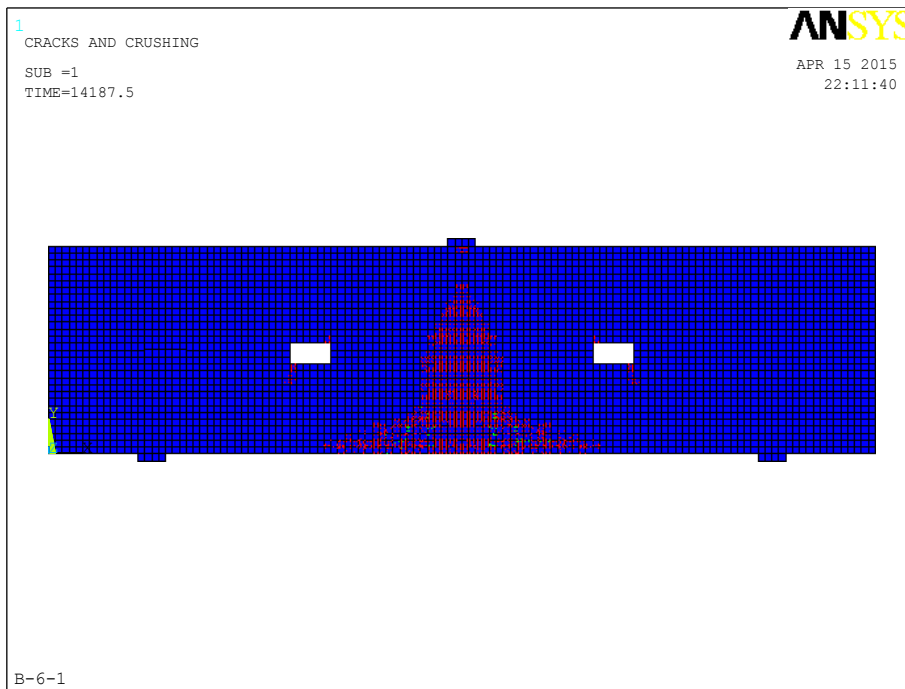 1
CRACKS AND CRUSHING
SUB =1
TIME=14187.5
ANSYS
APR 15 2015
22:11:40
Y
B-6-1